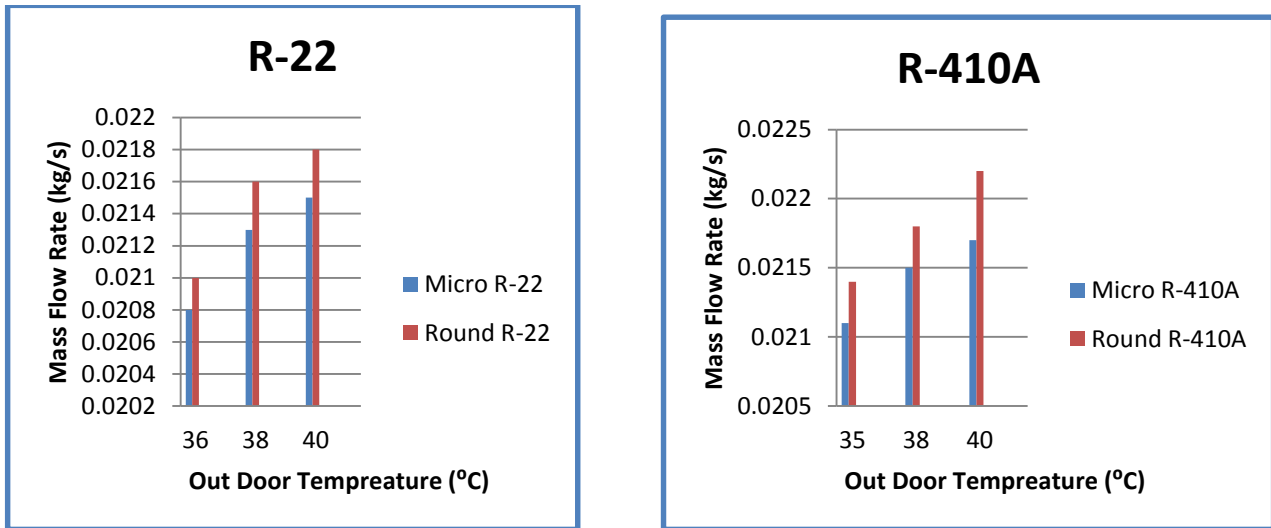 R-22
0.022
0.0218
0.0216
0.0214
0.0212
0.021
0.0208
0.0206
0.0204
0.0202
Mass Flow Rate (kg/s)
36 38 40
Out Door Tempreature (⁰C)
Micro R-22
Round R-22
R-410A
0.0225
0.022
0.0215
0.021
0.0205
Mass Flow Rate (kg/s)
35 38 40
Out Door Tempreature (⁰C)
Micro R-410A
Round R-410A